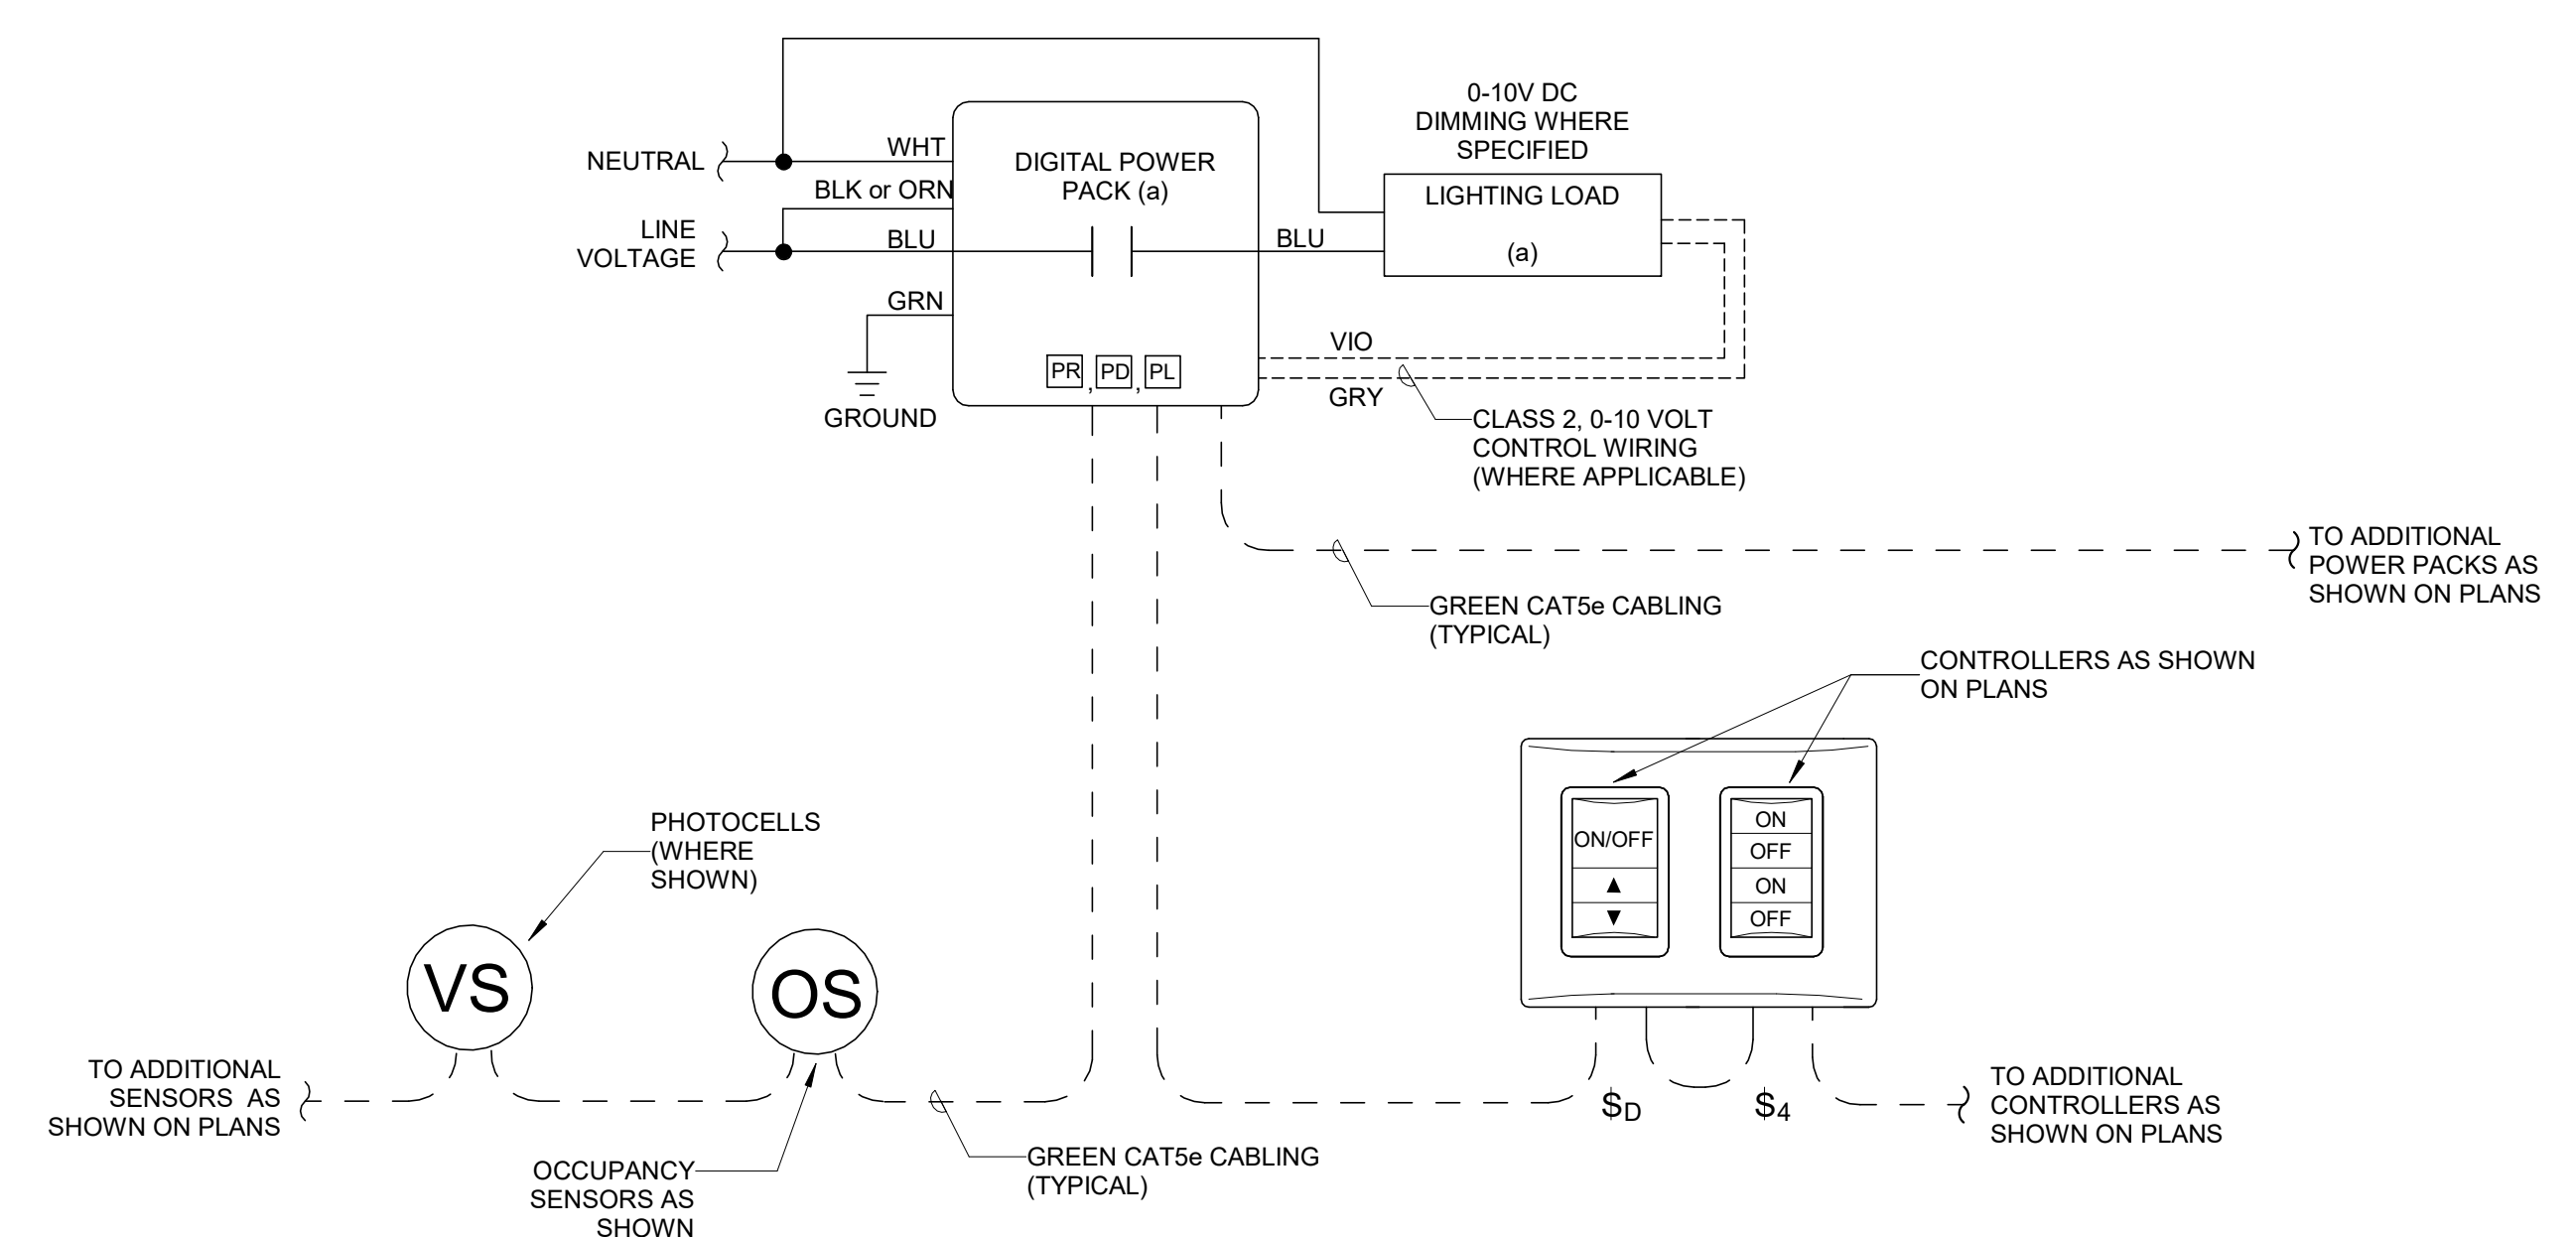 0-10V DC
DIMMING WHERE
SPECIFIED
NEUTRAL
WHT
DIGITAL POWER
PACK (a)
LIGHTING LOAD
(a)
BLK or ORN
LINE
VOLTAGE
BLU
BLU
GRN
GROUND
PR , PD , PL
VIO
GRY
CLASS 2, 0-10 VOLT
CONTROL WIRING
(WHERE APPLICABLE)
TO ADDITIONAL
POWER PACKS AS
SHOWN ON PLANS
GREEN CAT5e CABLING
(TYPICAL)
CONTROLLERS AS SHOWN
ON PLANS
ON/OFF
▲
▼
ON
OFF
ON
OFF
PHOTOCELLS
(WHERE
SHOWN)
VS
OS
TO ADDITIONAL
SENSORS AS
SHOWN ON PLANS
OCCUPANCY
SENSORS AS
SHOWN
GREEN CAT5e CABLING
(TYPICAL)
$D
$4
TO ADDITIONAL
CONTROLLERS AS
SHOWN ON PLANS